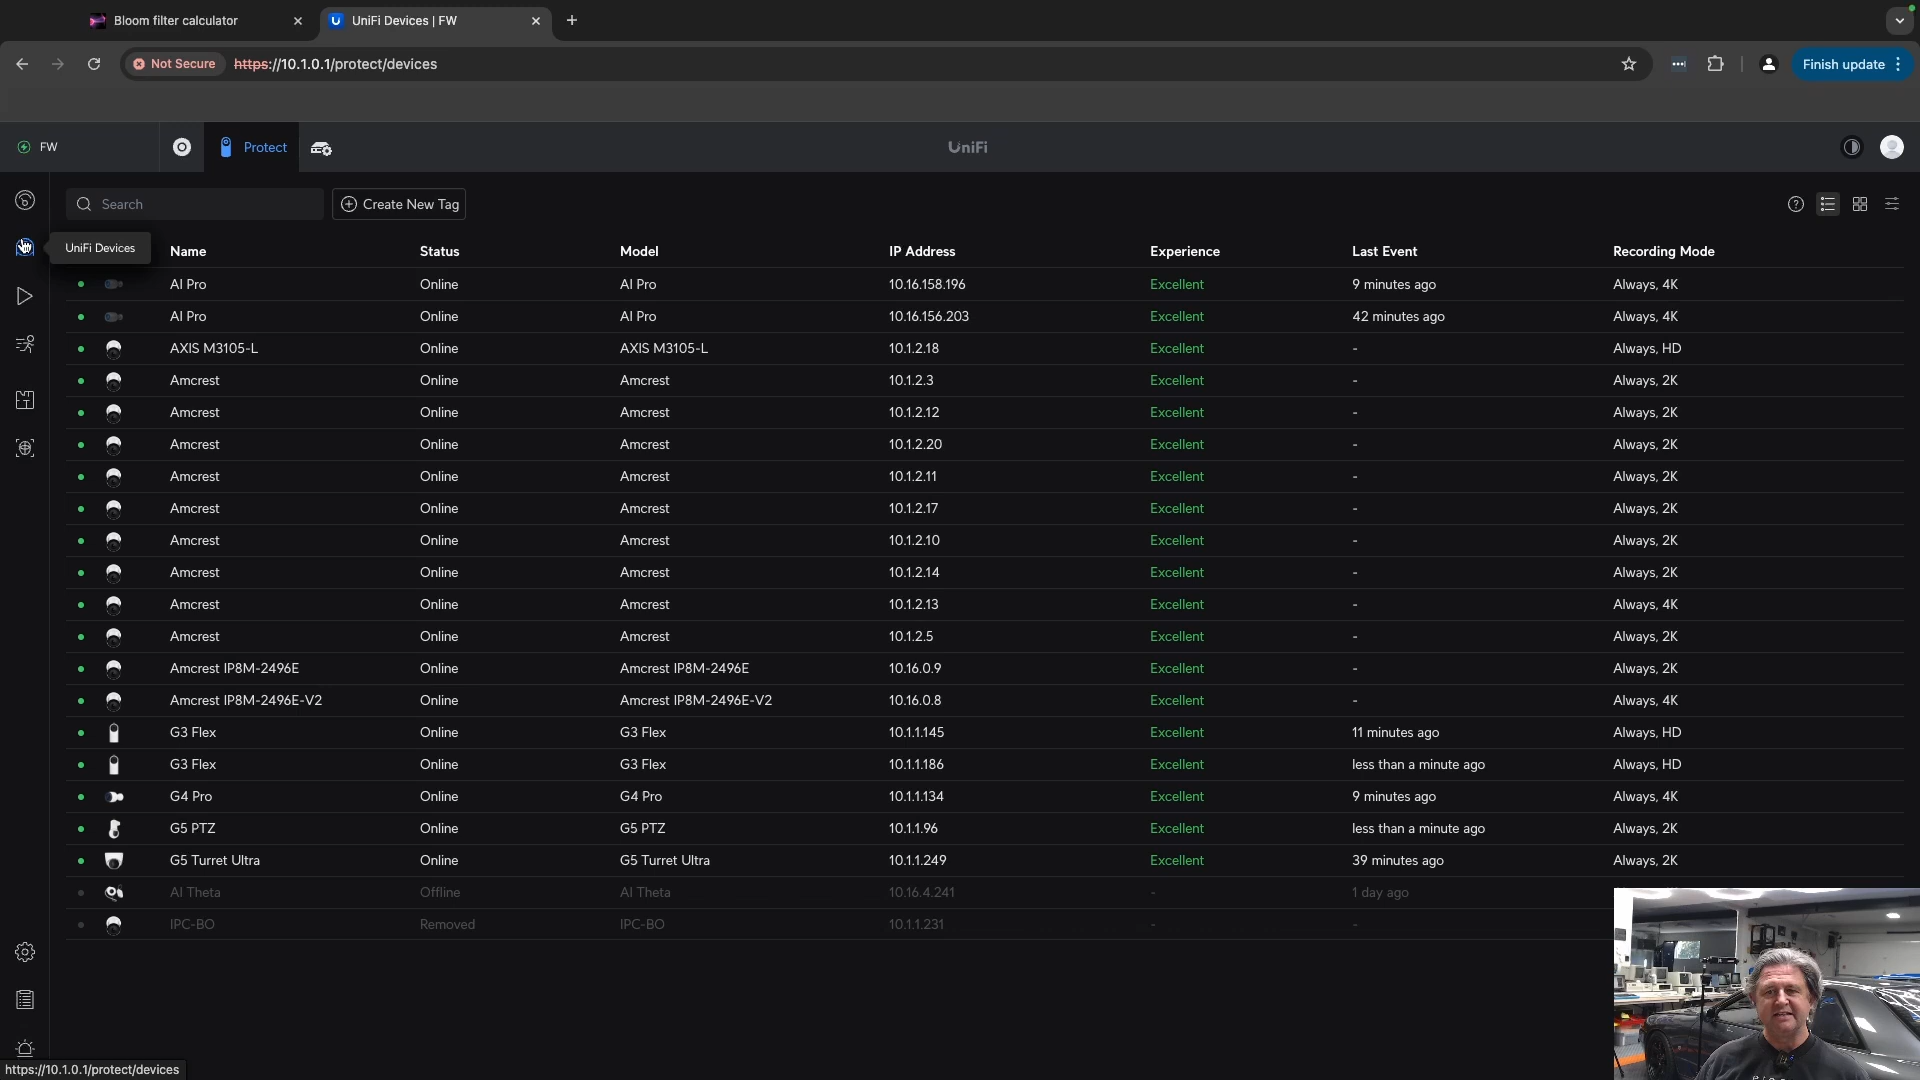 Bloom filter calculator
UniFi Devices | FW
Not Secure
https://10.1.0.1/protect/devices
Finish update
FW
Protect
UniFi
Search
Create New Tag
UniFi Devices
Name Status Model IP Address Experience Last Event Recording Mode
AI Pro Online AI Pro 10.16.158.196 Excellent 9 minutes ago Always, 4K
AI Pro Online AI Pro 10.16.156.203 Excellent 42 minutes ago Always, 4K
AXIS M3105-L Online AXIS M3105-L 10.1.2.18 Excellent - Always, HD
Amcrest Online Amcrest 10.1.2.3 Excellent - Always, 2K
Amcrest Online Amcrest 10.1.2.12 Excellent - Always, 2K
Amcrest Online Amcrest 10.1.2.20 Excellent - Always, 2K
Amcrest Online Amcrest 10.1.2.11 Excellent - Always, 2K
Amcrest Online Amcrest 10.1.2.17 Excellent - Always, 2K
Amcrest Online Amcrest 10.1.2.10 Excellent - Always, 2K
Amcrest Online Amcrest 10.1.2.14 Excellent - Always, 2K
Amcrest Online Amcrest 10.1.2.13 Excellent - Always, 4K
Amcrest Online Amcrest 10.1.2.5 Excellent - Always, 2K
Amcrest IP8M-2496E Online Amcrest IP8M-2496E 10.16.0.9 Excellent - Always, 2K
Amcrest IP8M-2496E-V2 Online Amcrest IP8M-2496E-V2 10.16.0.8 Excellent - Always, 4K
G3 Flex Online G3 Flex 10.1.1.145 Excellent 11 minutes ago Always, HD
G3 Flex Online G3 Flex 10.1.1.186 Excellent less than a minute ago Always, HD
G4 Pro Online G4 Pro 10.1.1.134 Excellent 9 minutes ago Always, 4K
G5 PTZ Online G5 PTZ 10.1.1.96 Excellent less than a minute ago Always, 2K
G5 Turret Ultra Online G5 Turret Ultra 10.1.1.249 Excellent 39 minutes ago Always, 2K
AI Theta Offline AI Theta 10.16.4.241 - 1 day ago
IPC-BO Removed IPC-BO 10.1.1.231 - -
https://10.1.0.1/protect/devices